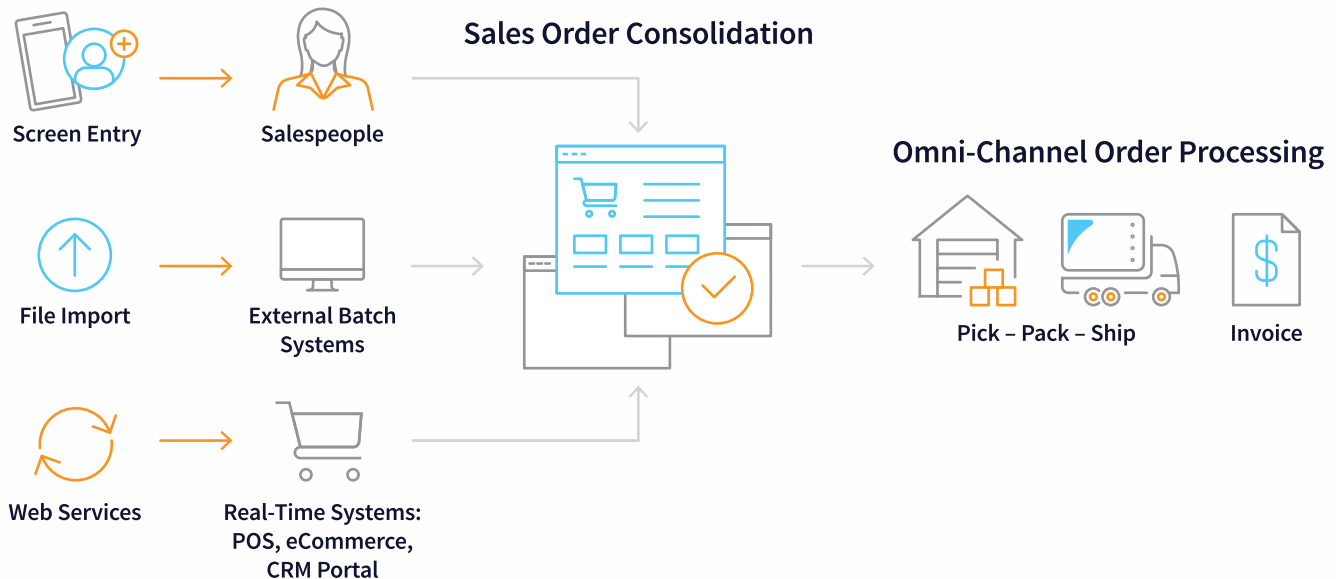 Sales Order Consolidation
Screen Entry
Salespeople
File Import
External Batch
Systems
Web Services
Real-Time Systems:
POS, eCommerce,
CRM Portal
Omni-Channel Order Processing
Pick – Pack – Ship
Invoice